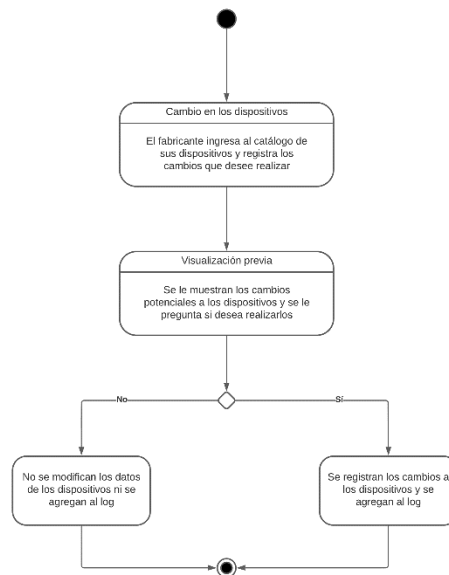 Cambio en los dispositivos
El fabricante ingresa al catálogo de
sus dispositivos y registra los
cambios que desee realizar
Visualización previa
Se le muestran los cambios
potenciales a los dispositivos y se le
pregunta si desea realizarlos
No
Sí
No se modifican los datos
de los dispositivos ni se
agregan al log
Se registran los cambios a
los dispositivos y se
agregan al log